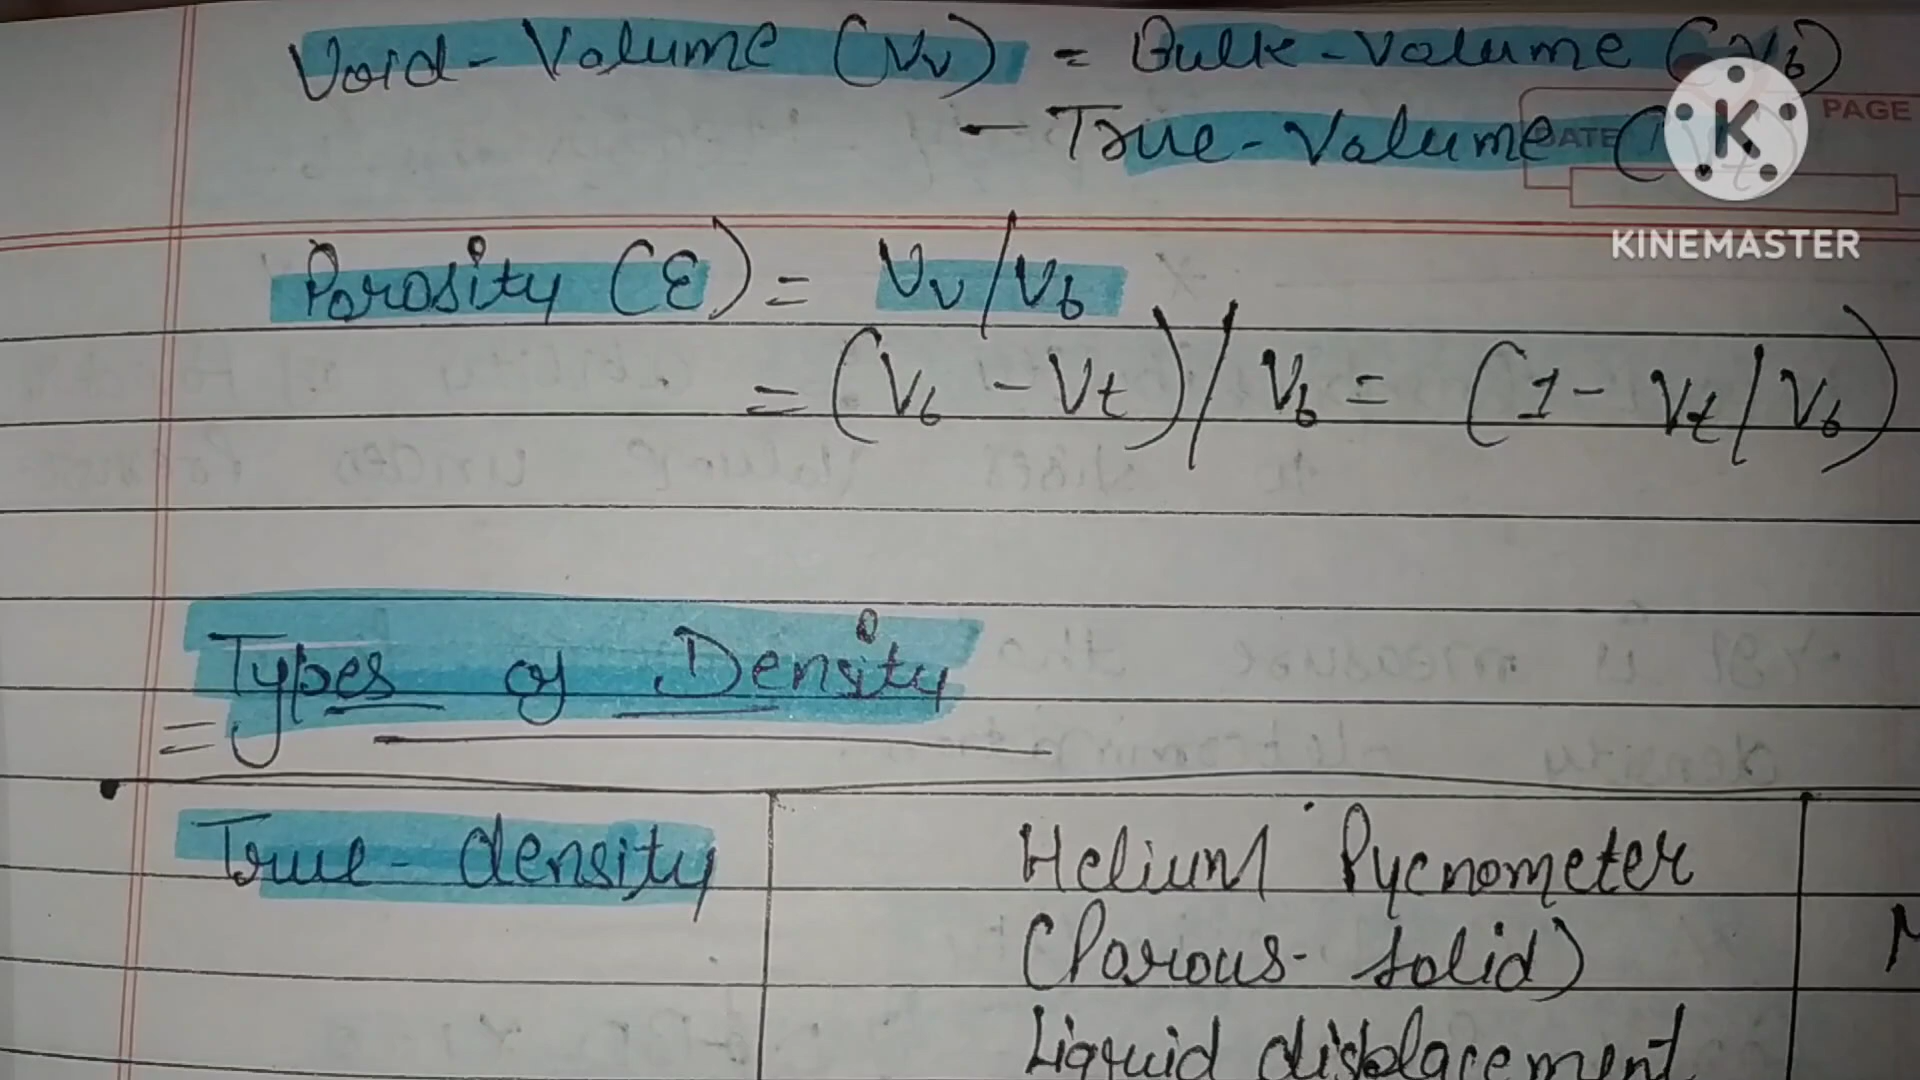 Void-Volume (Vv) = Bulk-Volume (Vb)
- True-Volume (Vt)
PAGE
DATE
K
KINEMASTER
Porosity (ε) = Vv/Vb
= (Vb - Vt)/Vb = (1- Vt/Vb)
Types of Density
True-density
Helium Pycnometer
(Porous-solid)
Liquid displacement